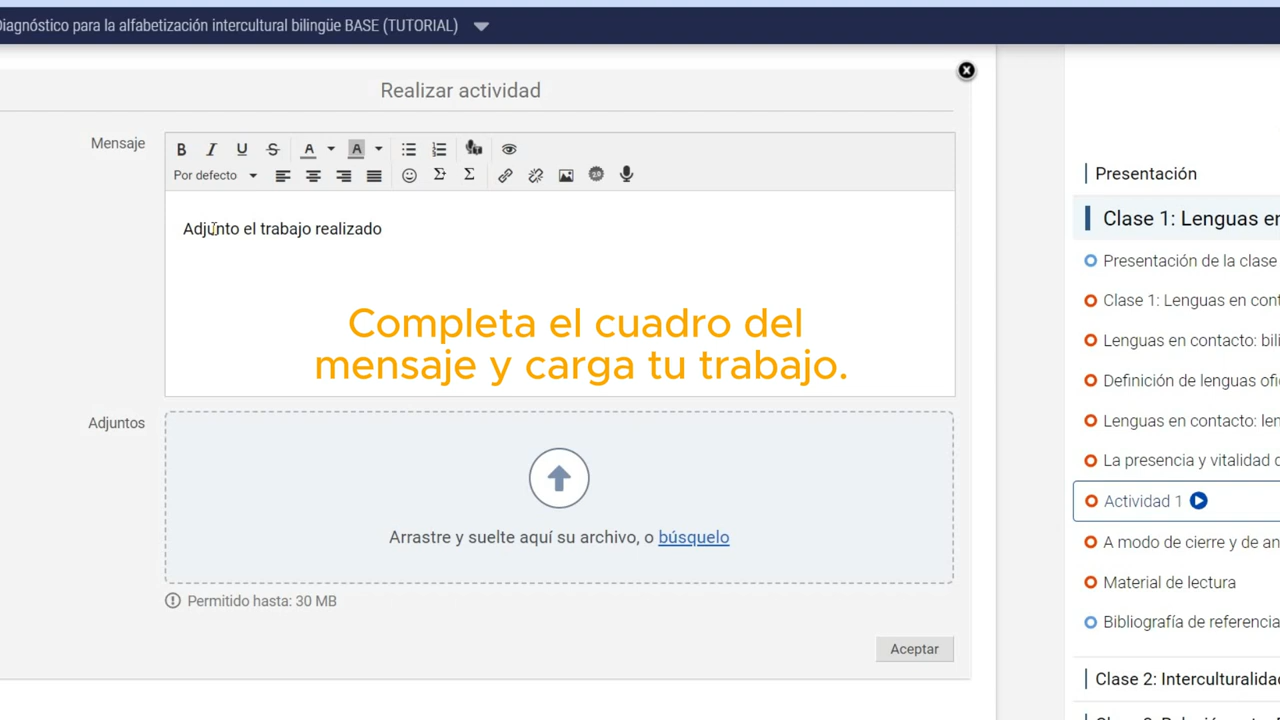 Diagnóstico para la alfabetización intercultural bilingüe BASE (TUTORIAL)
Realizar actividad
Mensaje
B I U S A A
Por defecto
Adjunto el trabajo realizado
Completa el cuadro del
mensaje y carga tu trabajo.
Adjuntos
Arrastre y suelte aquí su archivo, o búsquelo
Permitido hasta: 30 MB
Aceptar
Presentación
Clase 1: Lenguas en
Presentación de la clase
Clase 1: Lenguas en cont
Lenguas en contacto: bili
Definición de lenguas ofi
Lenguas en contacto: len
La presencia y vitalidad d
Actividad 1
A modo de cierre y de an
Material de lectura
Bibliografía de referencia
Clase 2: Interculturalidad